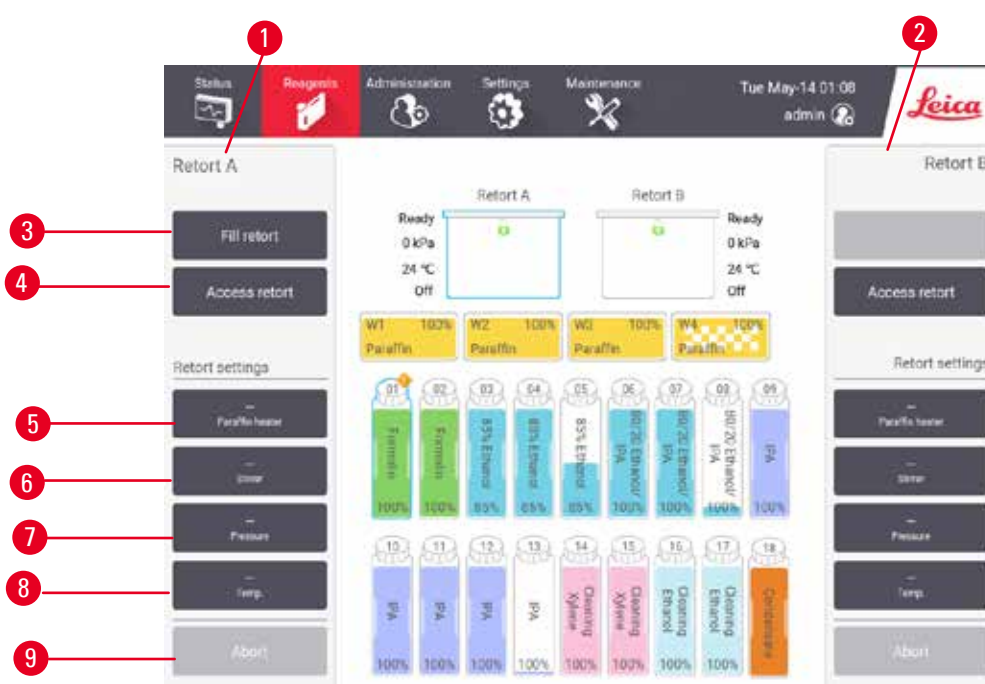 1
2
Status
Reagents
Administration
Settings
Maintenance
Tue May-14 01:08
admin
Leica
Retort A
Retort B
Retort A
Retort B
3
Fill retort
Ready
0 kPa
24 °C
Off
Ready
0 kPa
24 °C
Off
4
Access retort
Access retort
W1 100%
Paraffin
W2 100%
Paraffin
W3 100%
Paraffin
W4 100%
Paraffin
Retort settings
Retort settings
5
--
Paraffin heater
--
Paraffin heater
6
--
Stirrer
--
Stirrer
7
--
Pressure
--
Pressure
8
--
Temp.
--
Temp.
9
Abort
Abort
01
Formalin
100%
02
Formalin
100%
03
85% Ethanol
85%
04
85% Ethanol
85%
05
85% Ethanol
85%
06
80/20 Ethanol/
IPA
100%
07
80/20 Ethanol/
IPA
100%
08
80/20 Ethanol/
IPA
100%
09
IPA
100%
10
IPA
100%
11
IPA
100%
12
IPA
100%
13
IPA
100%
14
Cleaning
Xylene
100%
15
Cleaning
Xylene
100%
16
Cleaning
Ethanol
100%
17
Cleaning
Ethanol
100%
18
Condensate